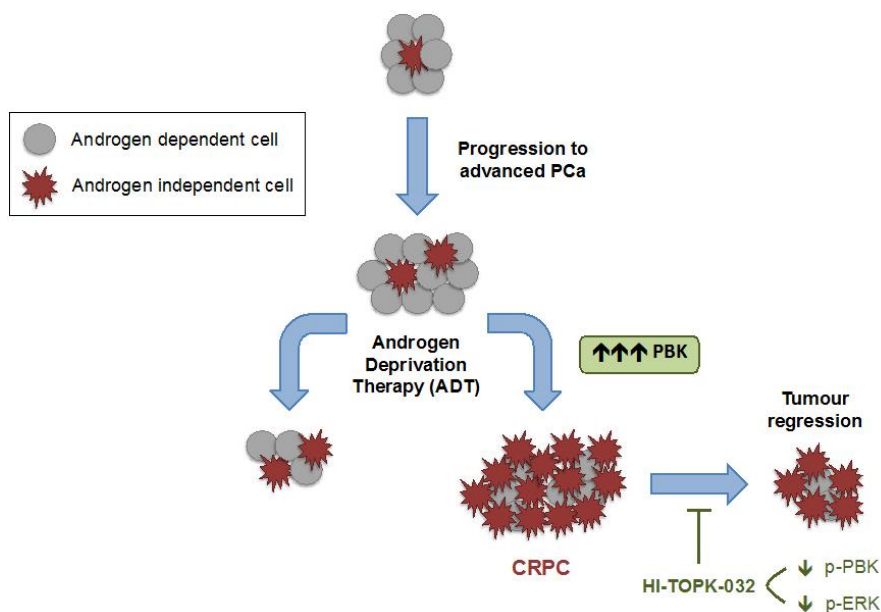 Androgen dependent cell
Androgen independent cell
Progression to
advanced PCa
Androgen
Deprivation
Therapy (ADT)
↑↑↑ PBK
Tumour
regression
CRPC
HI-TOPK-032
↓ p-PBK
↓ p-ERK